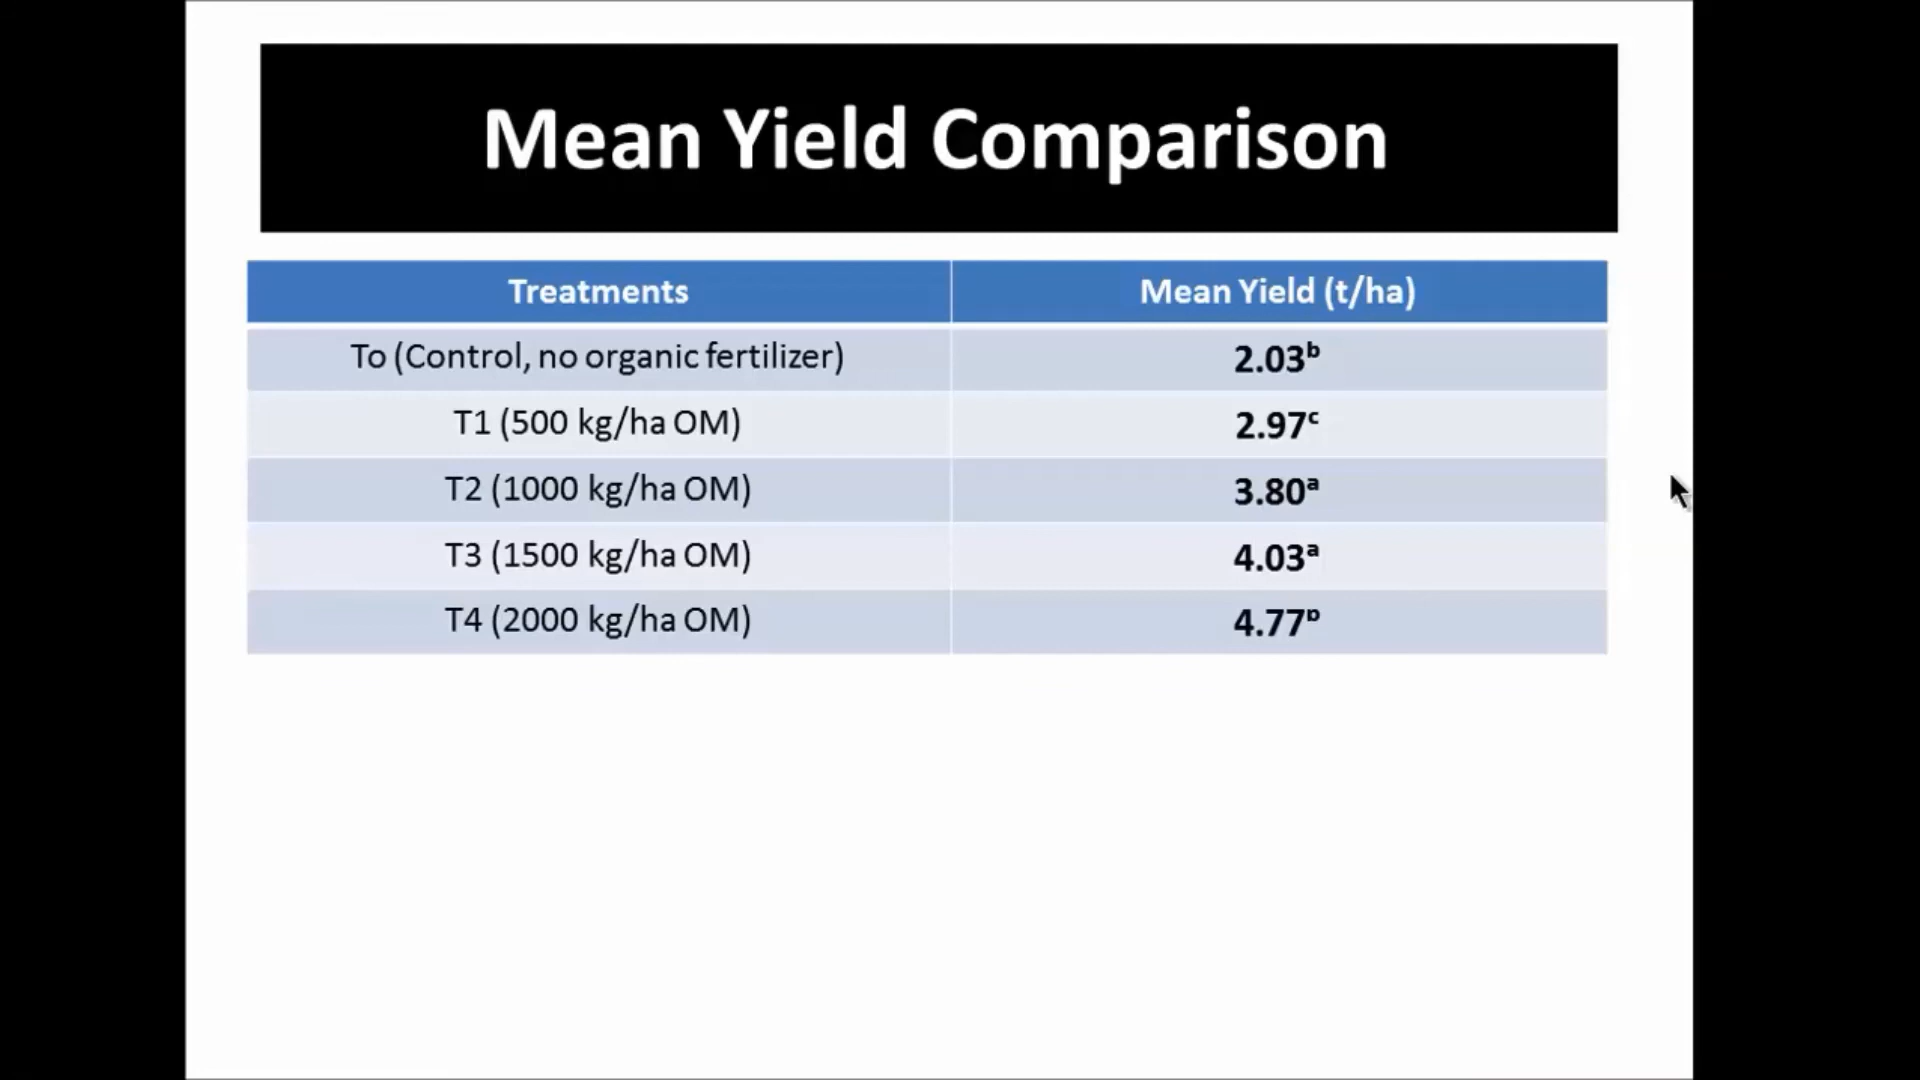 Mean Yield Comparison
Treatments Mean Yield (t/ha)
To (Control, no organic fertilizer) 2.03ᵇ
T1 (500 kg/ha OM) 2.97ᶜ
T2 (1000 kg/ha OM) 3.80ᵃ
T3 (1500 kg/ha OM) 4.03ᵃ
T4 (2000 kg/ha OM) 4.77ᵖ